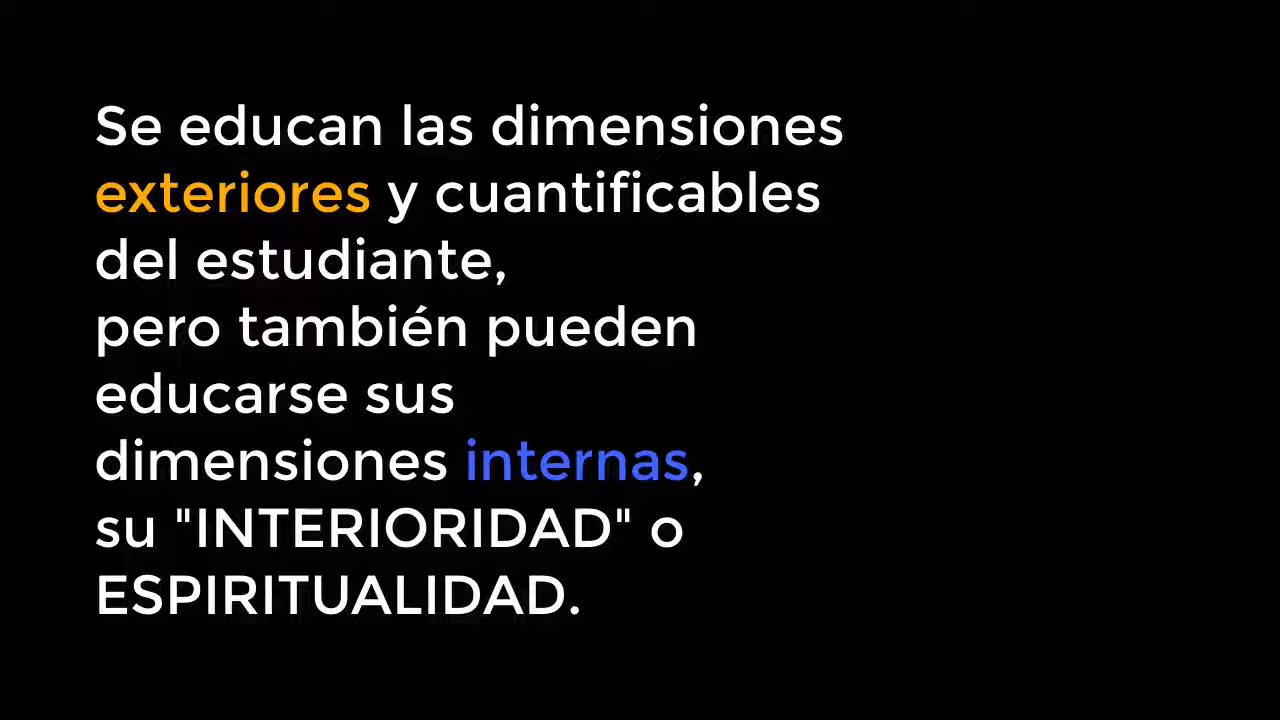 Se educan las dimensiones
exteriores y cuantificables
del estudiante,
pero también pueden
educarse sus
dimensiones internas,
su "INTERIORIDAD" o
ESPIRITUALIDAD.